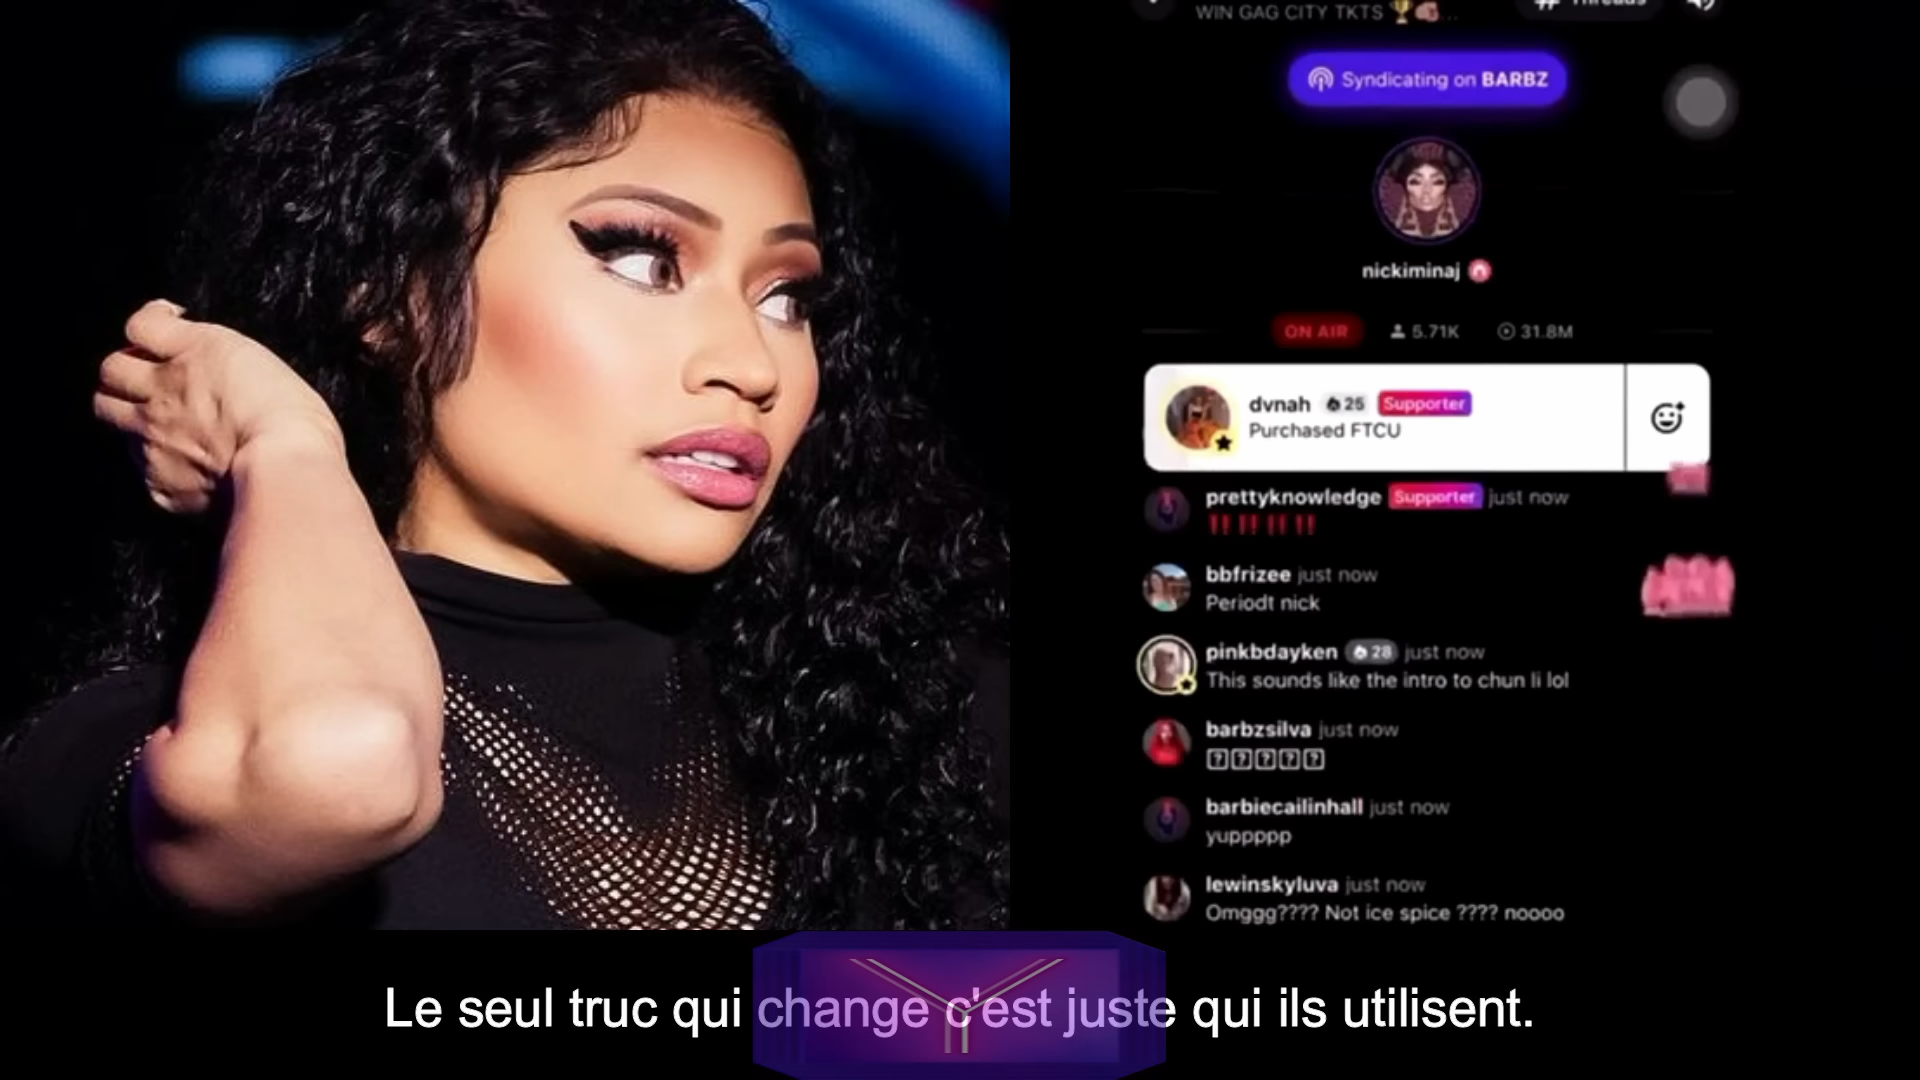 WIN GAG CITY TKTS 🏆...
Threads
Syndicating on BARBZ
nickiminaj
ON AIR 5.71K 31.8M
dvnah 25 Supporter
Purchased FTCU
prettyknowledge Supporter just now
‼️‼️‼️‼️
bbfrizee just now
Periodt nick
pinkbdayken 28 just now
This sounds like the intro to chun li lol
barbzsilva just now
barbiecailinhall just now
yuppppp
lewinskyluva just now
Omggg???? Not ice spice ???? noooo
Le seul truc qui change c'est juste qui ils utilisent.